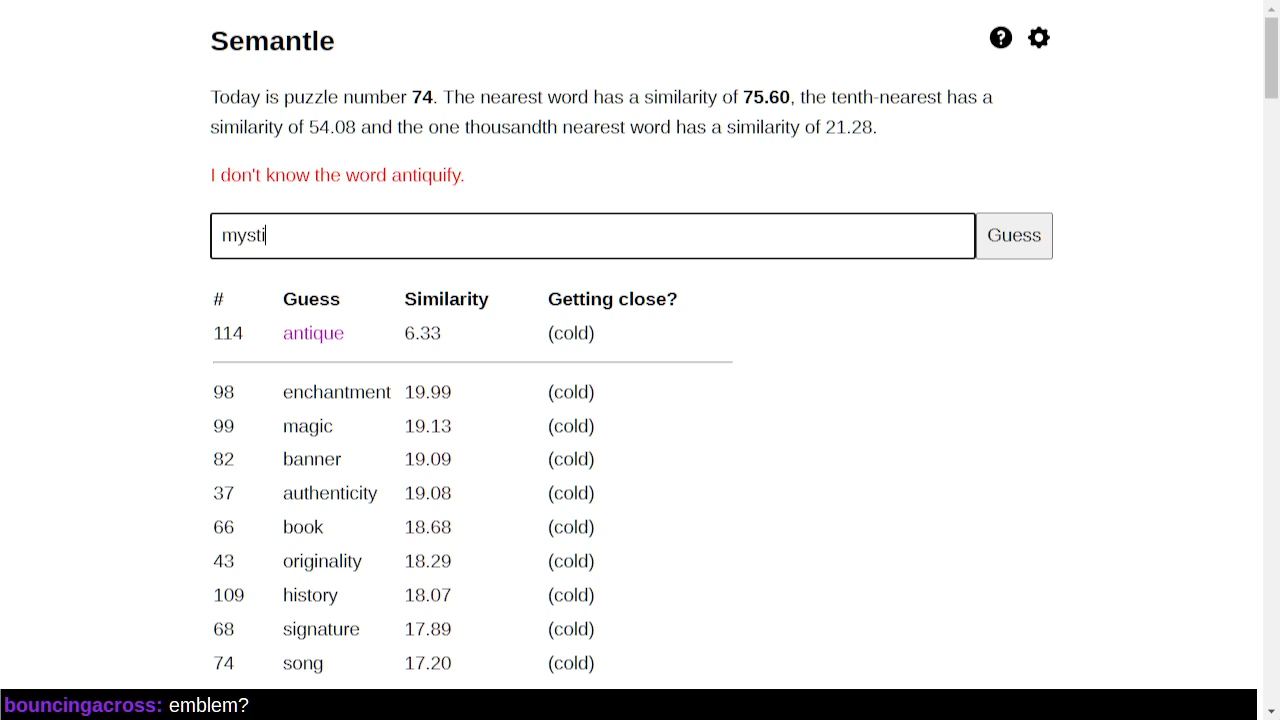 Semantle
Today is puzzle number 74. The nearest word has a similarity of 75.60, the tenth-nearest has a
similarity of 54.08 and the one thousandth nearest word has a similarity of 21.28.
I don't know the word antiquify.
mysti
Guess
# Guess Similarity Getting close?
114 antique 6.33 (cold)
98 enchantment 19.99 (cold)
99 magic 19.13 (cold)
82 banner 19.09 (cold)
37 authenticity 19.08 (cold)
66 book 18.68 (cold)
43 originality 18.29 (cold)
109 history 18.07 (cold)
68 signature 17.89 (cold)
74 song 17.20 (cold)
bouncingacross: emblem?